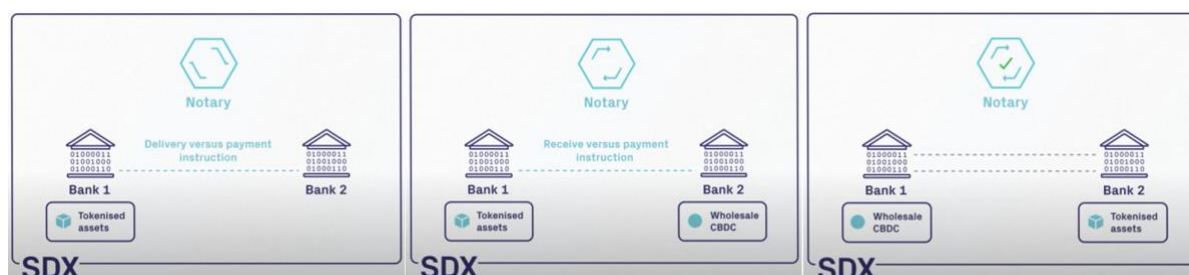 Notary
Delivery versus payment
instruction
01000011
01001000
01000110
01000011
01001000
01000110
Bank 1
Bank 2
Tokenised
assets
SDX
Notary
Receive versus payment
instruction
01000011
01001000
01000110
01000011
01001000
01000110
Bank 1
Bank 2
Tokenised
assets
Wholesale
CBDC
SDX
Notary
01000011
01001000
01000110
01000011
01001000
01000110
Bank 1
Bank 2
Wholesale
CBDC
Tokenised
assets
SDX